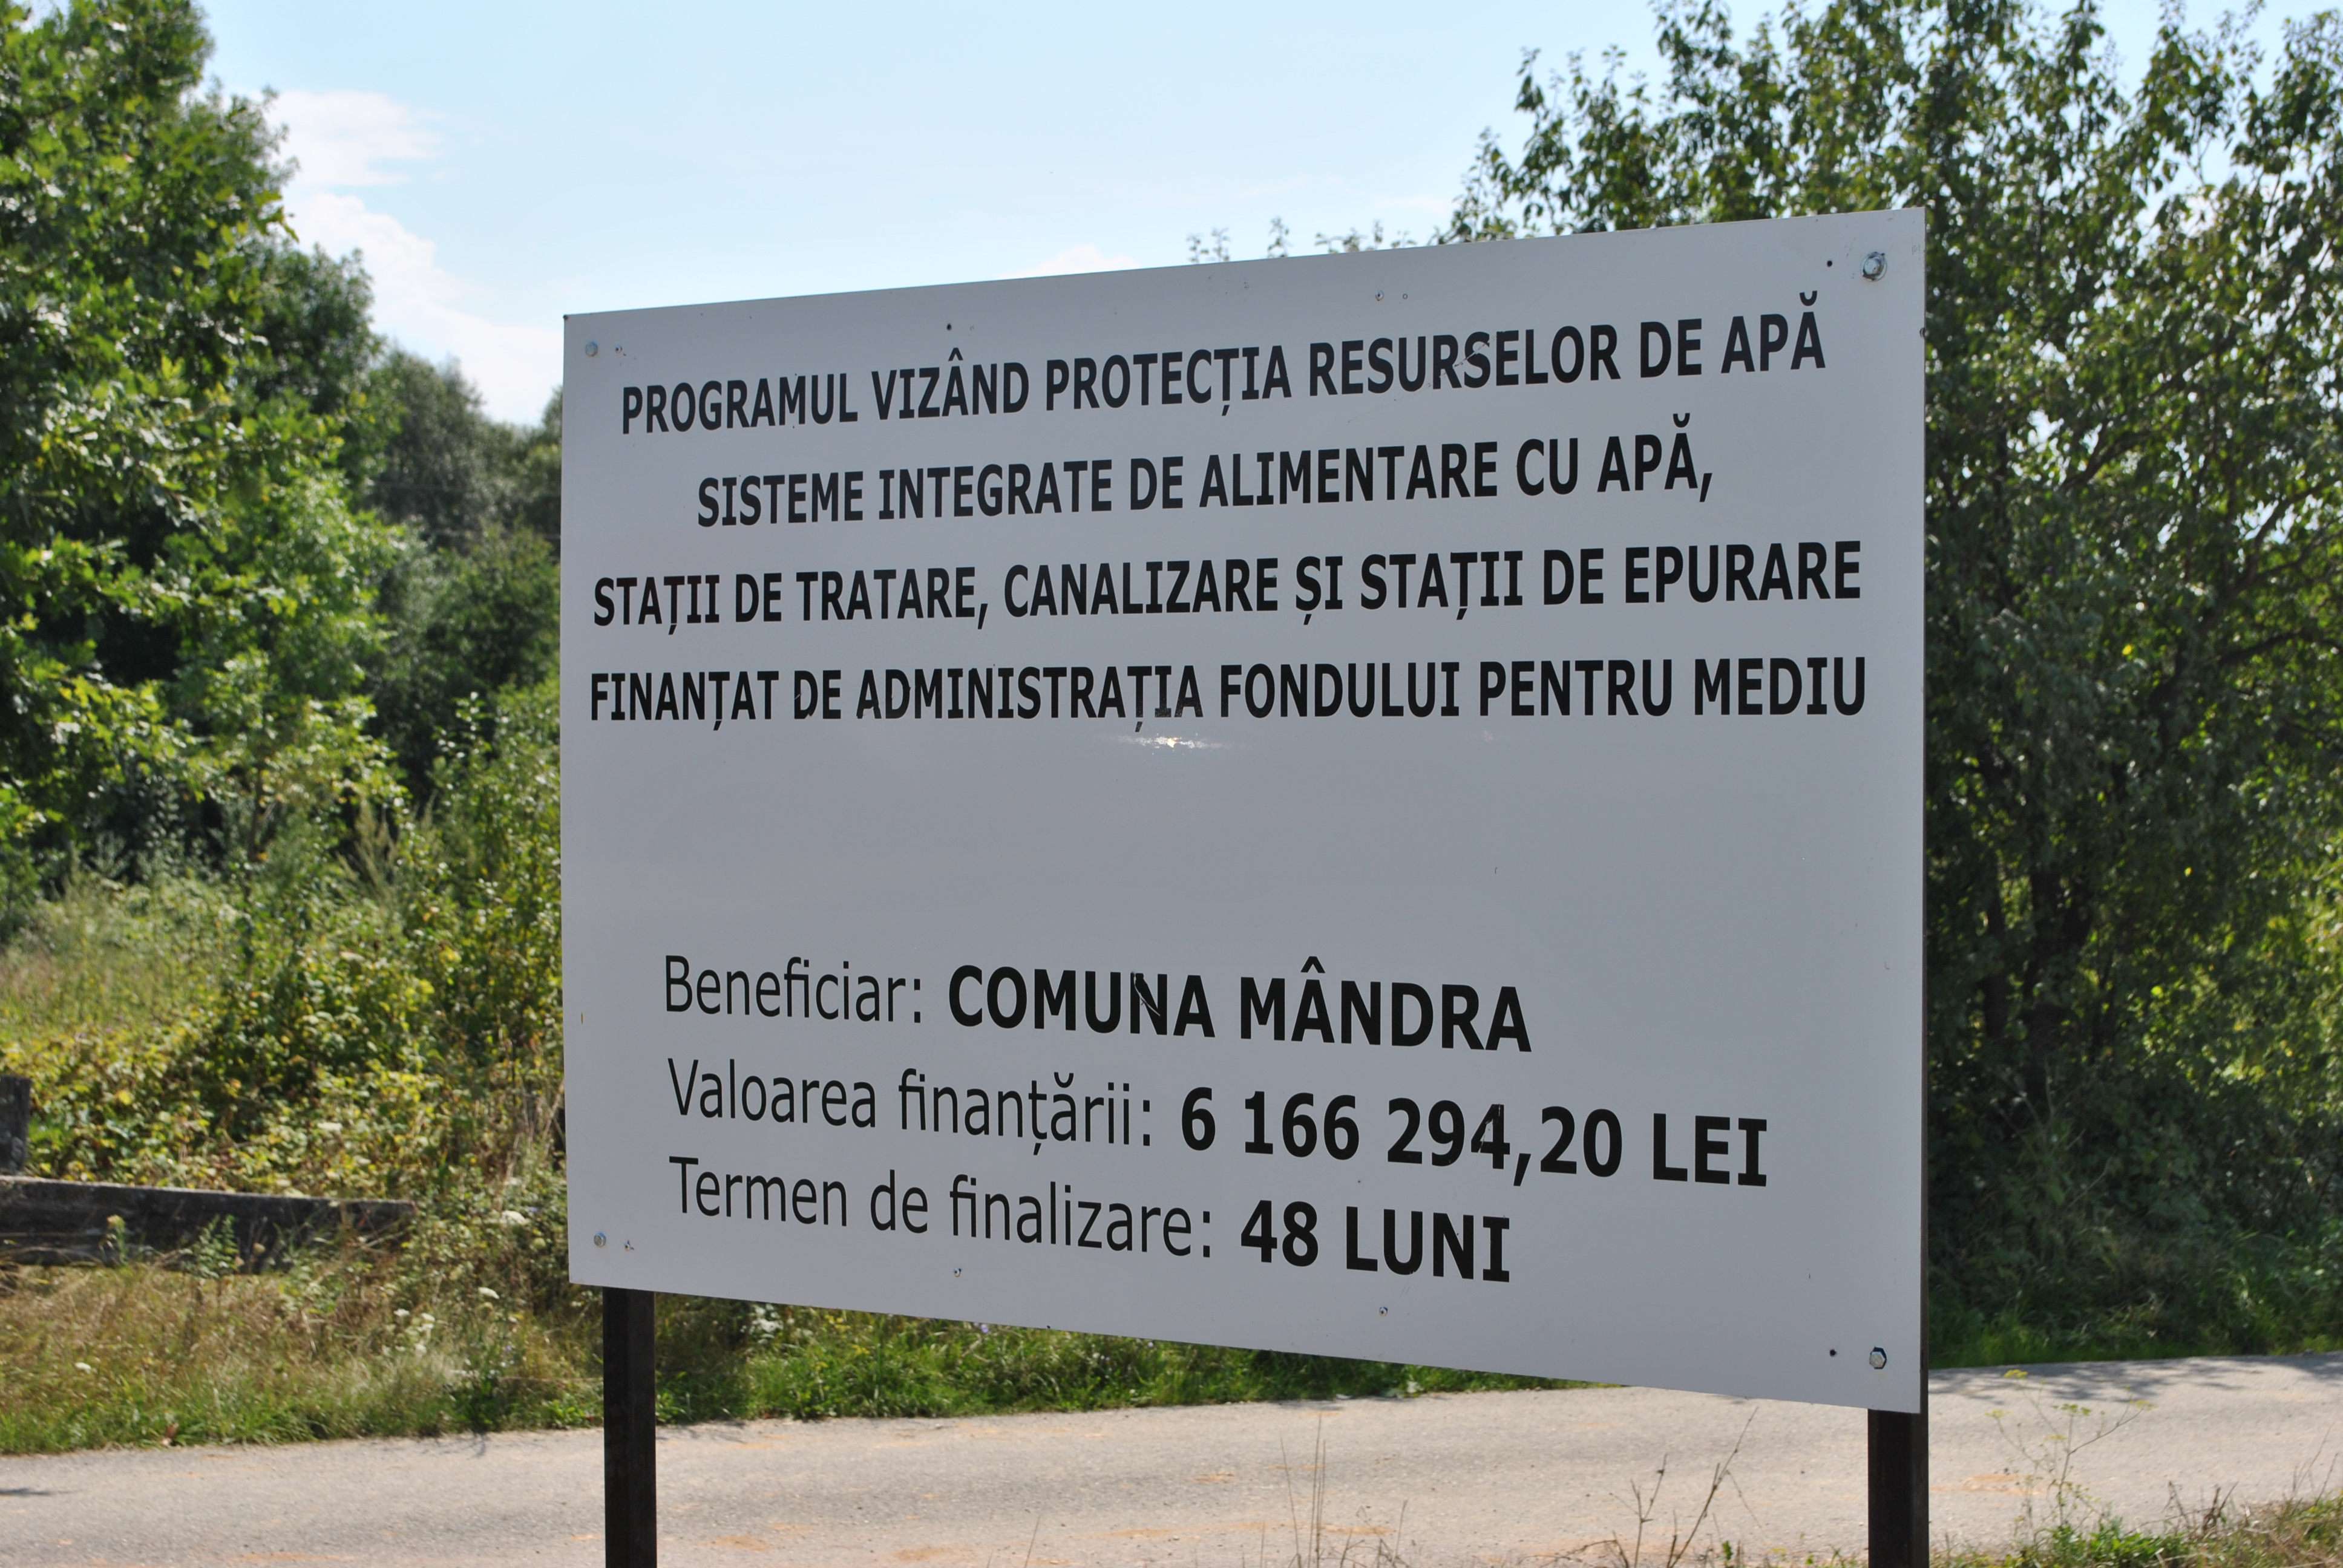 PROGRAMUL VIZÂND PROTECȚIA RESURSELOR DE APĂ
SISTEME INTEGRATE DE ALIMENTARE CU APĂ,
STAȚII DE TRATARE, CANALIZARE ȘI STAȚII DE EPURARE
FINANȚAT DE ADMINISTRAȚIA FONDULUI PENTRU MEDIU
Beneficiar: COMUNA MÂNDRA
Valoarea finanțării: 6 166 294,20 LEI
Termen de finalizare: 48 LUNI